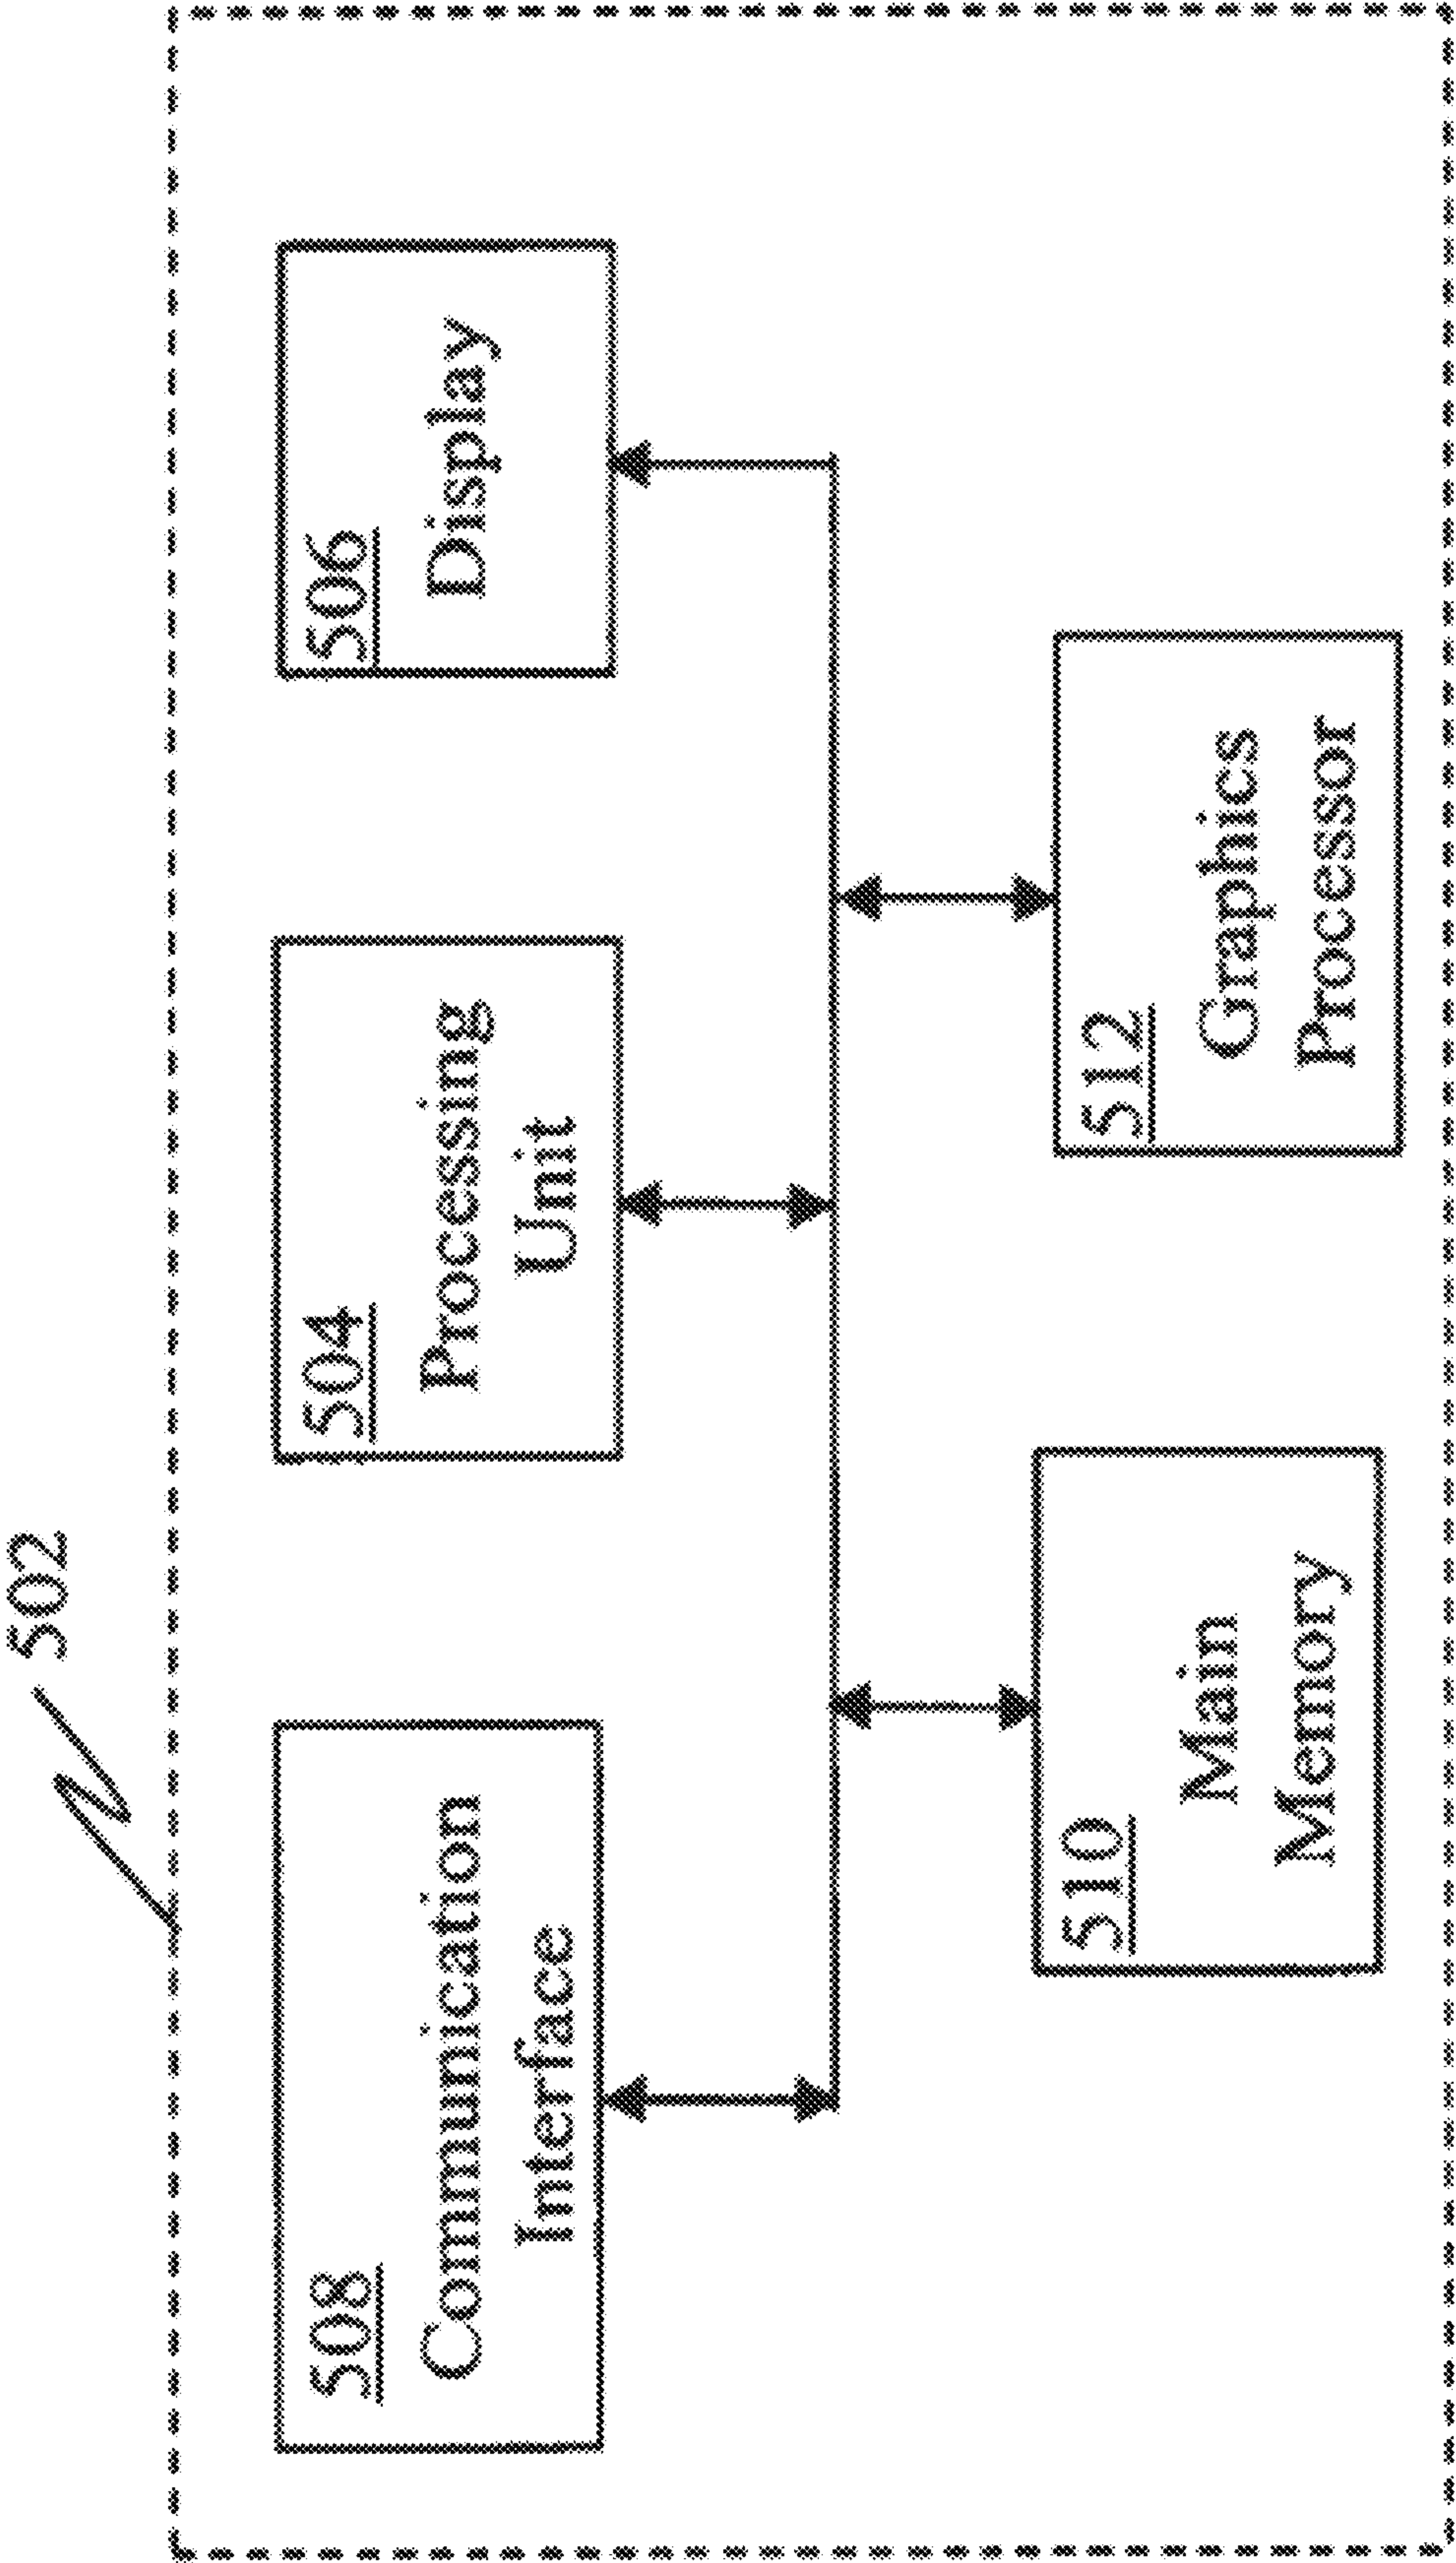 502
508
Communication
Interface
504
Processing
Unit
506
Display
510
Main
Memory
512
Graphics
Processor